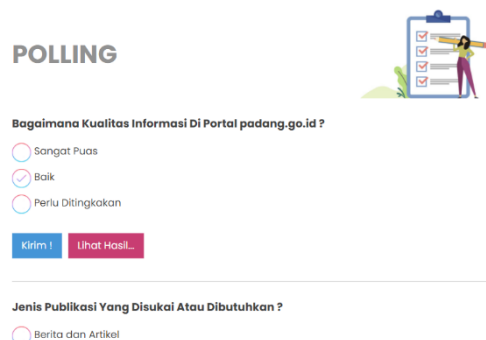 POLLING
Bagaimana Kualitas Informasi Di Portal padang.go.id ?
Sangat Puas
Baik
Perlu Ditingkakan
Kirim !
Lihat Hasil...
Jenis Publikasi Yang Disukai Atau Dibutuhkan ?
Berita dan Artikel